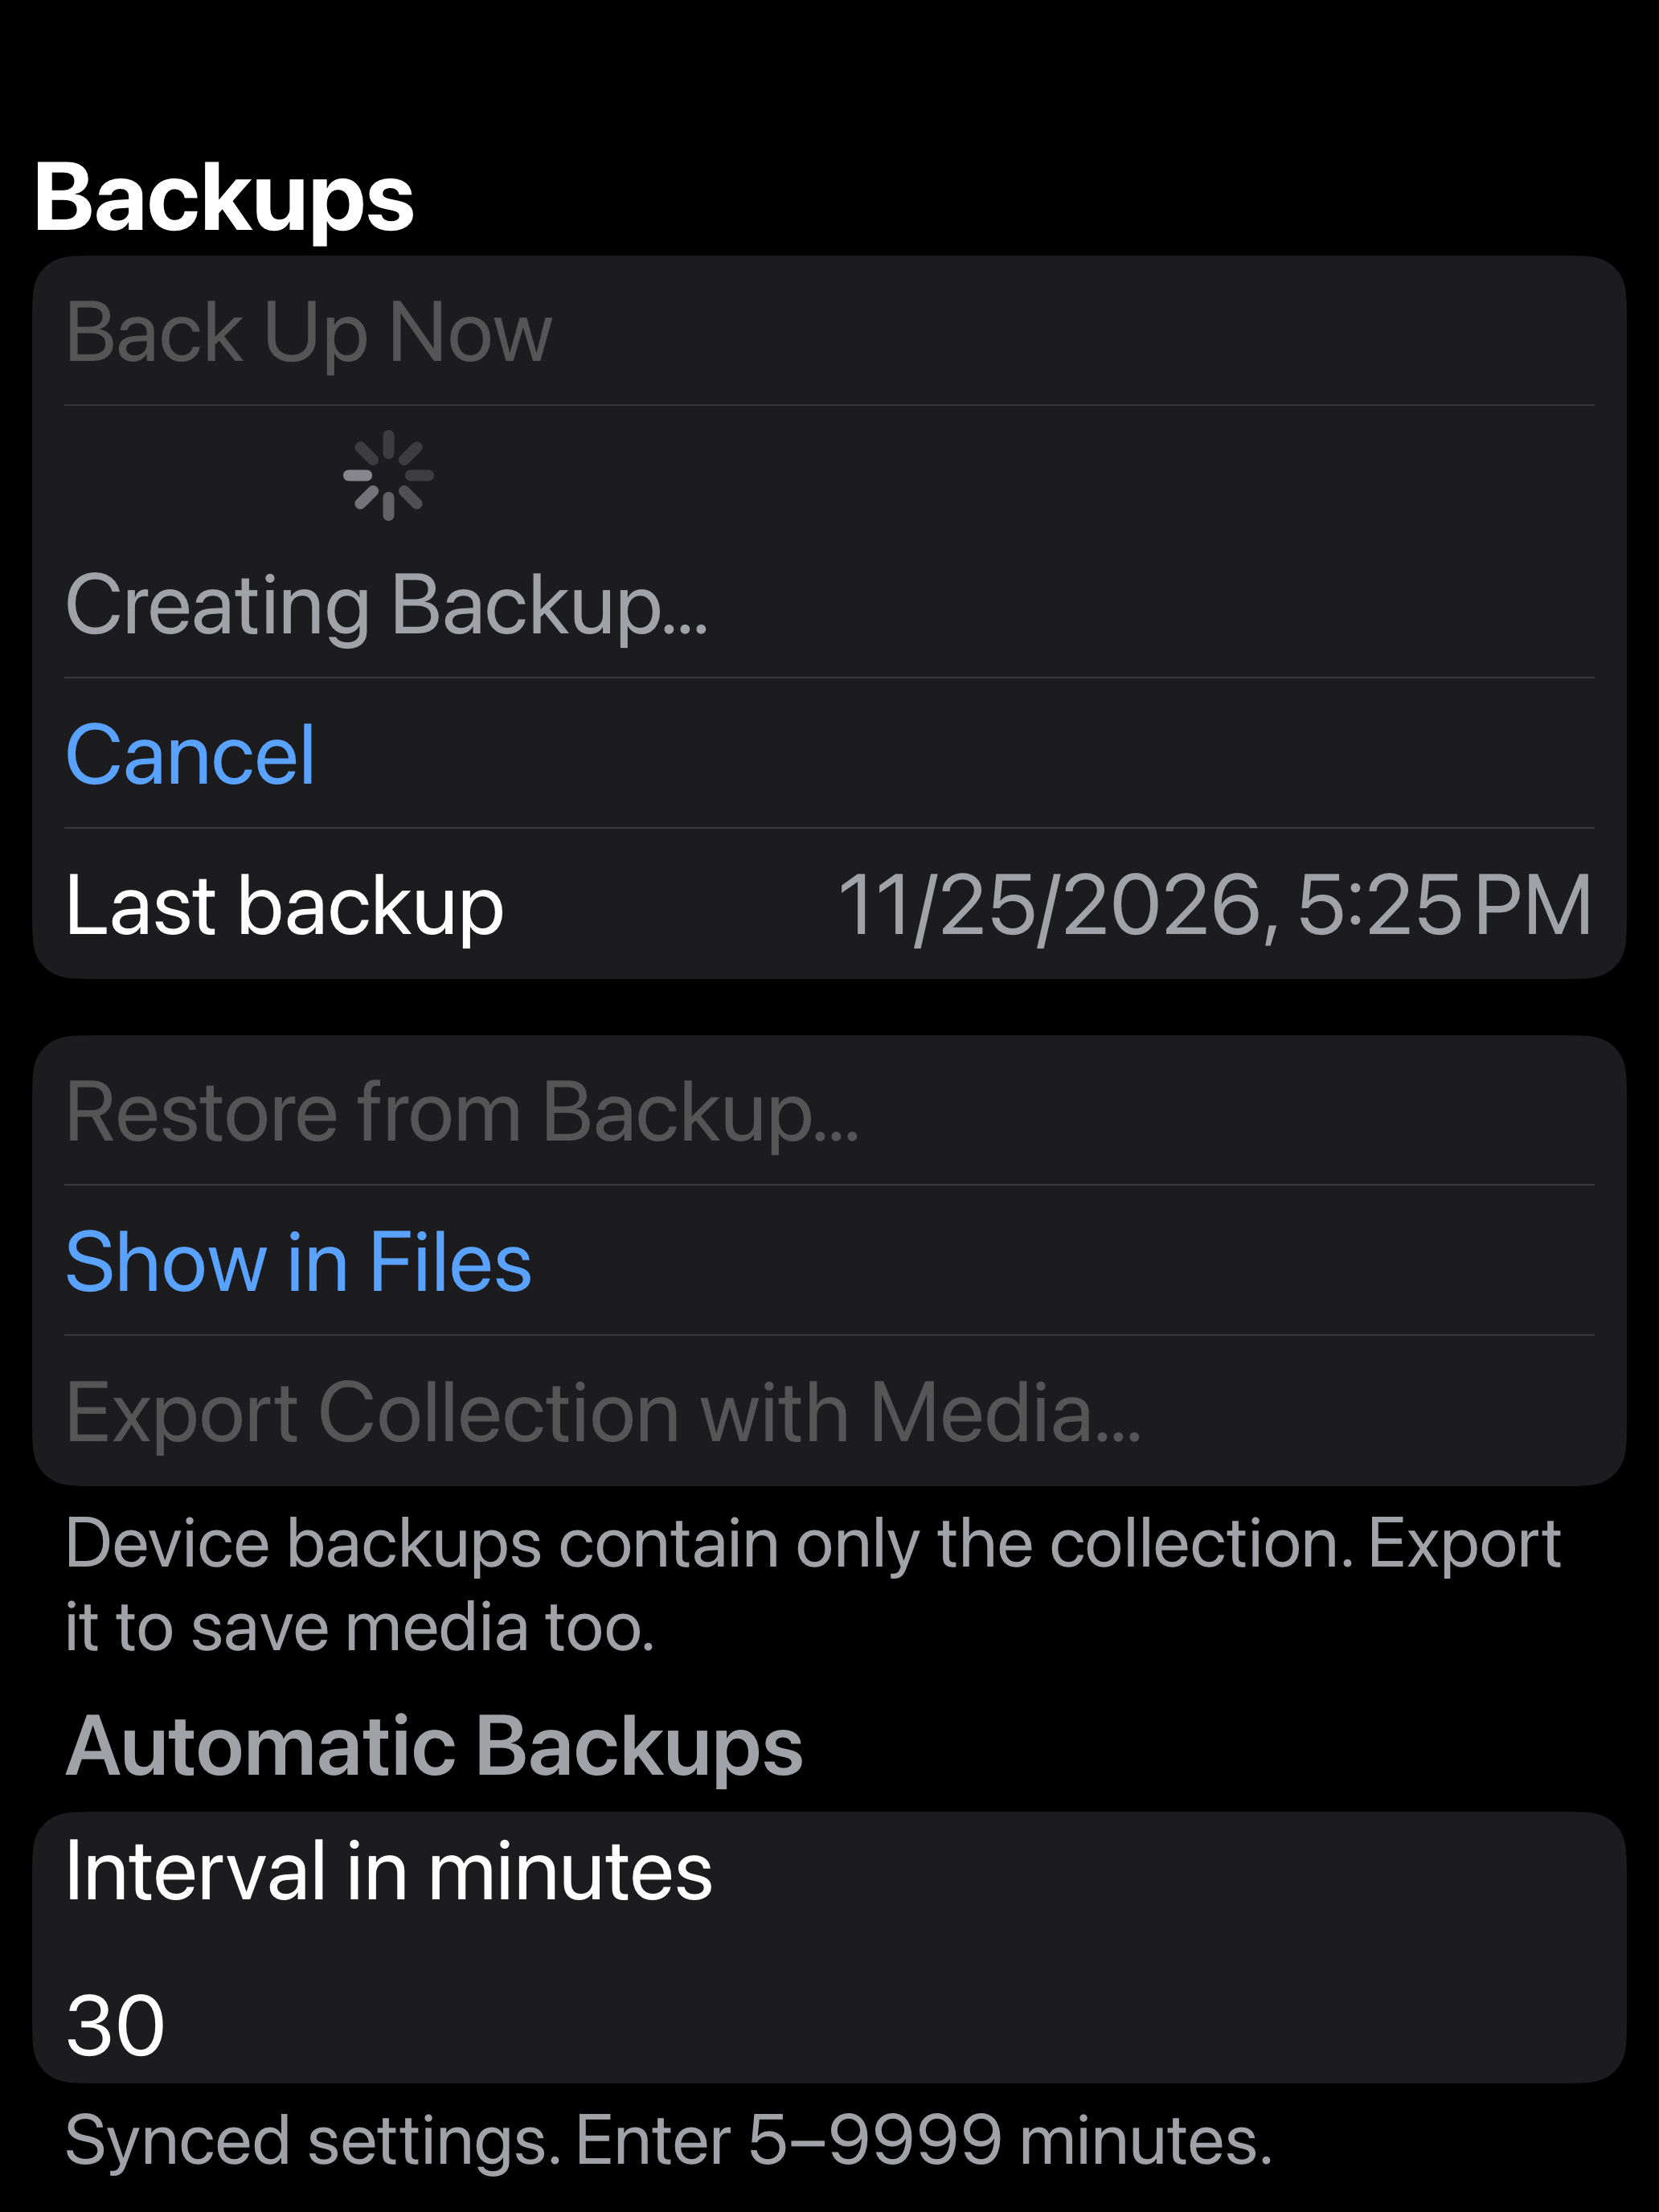 Backups
Back Up Now
Creating Backup...
Cancel
Last backup 11/25/2026, 5:25 PM
Restore from Backup...
Show in Files
Export Collection with Media...
Device backups contain only the collection. Export
it to save media too.
Automatic Backups
Interval in minutes
30
Synced settings. Enter 5–9999 minutes.